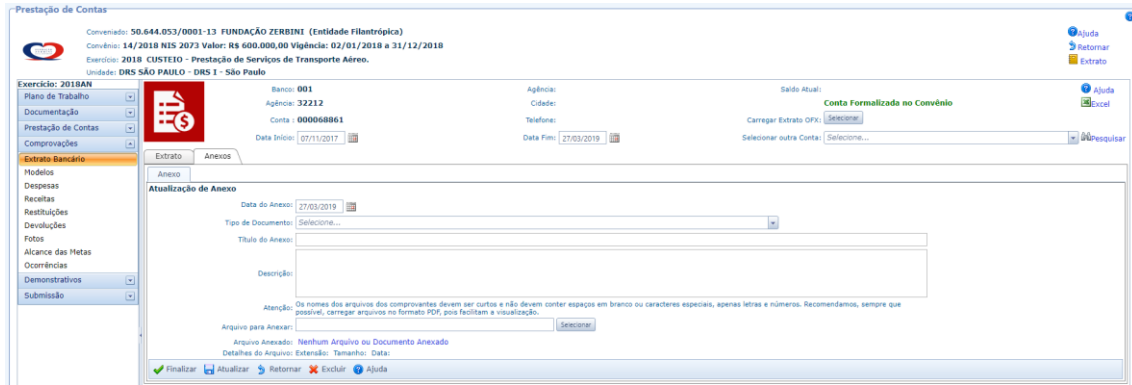 Prestação de Contas
Conveniado: 50.644.053/0001-13 FUNDAÇÃO ZERBINI (Entidade Filantrópica)
Convênio: 14/2018 NIS 2073 Valor: R$ 600.000,00 Vigência: 02/01/2018 a 31/12/2018
Exercício: 2018 CUSTEIO - Prestação de Serviços de Transporte Aéreo.
Unidade: DRS SÃO PAULO - DRS I - São Paulo
Ajuda
Retornar
Extrato
Exercício: 2018AN
Plano de Trabalho
Documentação
Prestação de Contas
Comprovações
Extrato Bancário
Modelos
Despesas
Receitas
Restituições
Devoluções
Fotos
Alcance das Metas
Ocorrências
Demonstrativos
Submissão
Banco: 001 Agência: Saldo Atual: Ajuda
Agência: 32212 Cidade: Conta Formalizada no Convênio Excel
Conta : 000068861 Telefone: Carregar Extrato OFX: Selecionar
Data Início: 07/11/2017 Data Fim: 27/03/2019 Selecionar outra Conta: Selecione... Pesquisar
Extrato Anexos
Anexo
Atualização de Anexo
Data do Anexo: 27/03/2019
Tipo de Documento: Selecione...
Título do Anexo:
Descrição:
Atenção: Os nomes dos arquivos dos comprovantes devem ser curtos e não devem conter espaços em branco ou caracteres especiais, apenas letras e números. Recomendamos, sempre que
possível, carregar arquivos no formato PDF, pois facilitam a visualização.
Arquivo para Anexar: Selecionar
Arquivo Anexado: Nenhum Arquivo ou Documento Anexado
Detalhes do Arquivo: Extensão: Tamanho: Data:
Finalizar Atualizar Retornar Excluir Ajuda